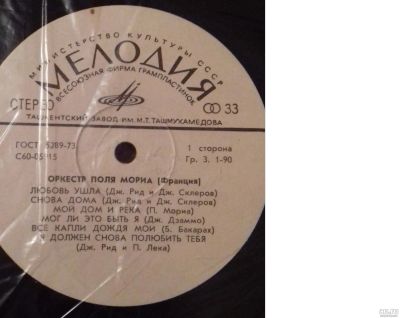 МИНИСТЕРСТВО КУЛЬТУРЫ СССР
МЕЛОДИЯ
ВСЕСОЮЗНАЯ ФИРМА ГРАМПЛАСТИНОК
СТЕРЕО 33
ТАШКЕНТСКИЙ ЗАВОД ИМ. М.Т. ТАШМУХАМЕДОВА
ГОСТ 5289-73 1 сторона
С60- Гр. 3. 1-90
ОРКЕСТР ПОЛЯ МОРИА (Франция)
ЛЮБОВЬ УШЛА (Дж. Рид и Дж. Склеров)
СНОВА ДОМА (Дж. Рид и Дж. Склеров)
МОЙ ДОМ И РЕКА (П. Мориа)
МОГ ЛИ ЭТО БЫТЬ Я (Дж. Дзаммо)
ВСЕ КАПЛИ ДОЖДЯ МОИ (Б. Бакарах)
Я ДОЛЖЕН СНОВА ПОЛЮБИТЬ ТЕБЯ
(Дж. Рид и П. Лека)